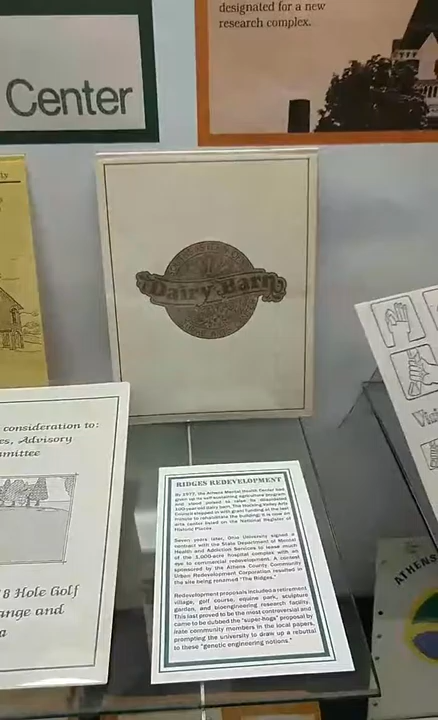 designated for a new
research complex.
Center
ty
Dairy Barn
consideration to:
es, Advisory
mmittee
8 Hole Golf
ange and
a
RIDGES REDEVELOPMENT
By 1977, the Athens Mental Health Center had
given up its self-sustaining agriculture program
and stood poised to raise its dismantled
100-year-old dairy barn. The Hocking Valley Arts
Council stepped in with grant funding at the last
minute to rehabilitate the building; it is now an
arts center based on the National Register of
Historic Places.
Seven years later, Ohio University signed a
contract with the State Department of Mental
Health and Addiction Services to lease much
of the 1,000-acre hospital complex with an
eye to commercial redevelopment. A contest
sponsored by the Athens County Community
Urban Redevelopment Corporation resulted in
the site being renamed "The Ridges."
Redevelopment proposals included a retirement
village, golf course, equine park, sculpture
garden, and bioengineering research facility.
This last proved to be the most controversial and
came to be dubbed the "super-hogs" proposal by
irate community members in the local papers,
prompting the university to draw up a rebuttal
to these "genetic engineering notions."
ATHENS